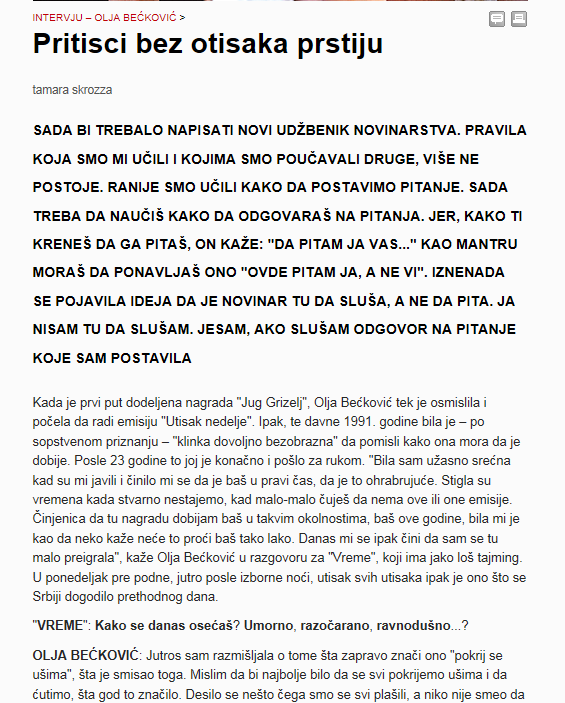 INTERVJU – OLJA BEĆKOVIĆ >
Pritisci bez otisaka prstiju
tamara skrozza
SADA BI TREBALO NAPISATI NOVI UDŽBENIK NOVINARSTVA. PRAVILA
KOJA SMO MI UČILI I KOJIMA SMO POUČAVALI DRUGE, VIŠE NE
POSTOJE. RANIJE SMO UČILI KAKO DA POSTAVIMO PITANJE. SADA
TREBA DA NAUČIŠ KAKO DA ODGOVARAŠ NA PITANJA. JER, KAKO TI
KRENEŠ DA GA PITAŠ, ON KAŽE: "DA PITAM JA VAS..." KAO MANTRU
MORAŠ DA PONAVLJAŠ ONO "OVDE PITAM JA, A NE VI". IZNENADA
SE POJAVILA IDEJA DA JE NOVINAR TU DA SLUŠA, A NE DA PITA. JA
NISAM TU DA SLUŠAM. JESAM, AKO SLUŠAM ODGOVOR NA PITANJE
KOJE SAM POSTAVILA
Kada je prvi put dodeljena nagrada "Jug Grizelj", Olja Bećković tek je osmislila i
počela da radi emisiju "Utisak nedelje". Ipak, te davne 1991. godine bila je – po
sopstvenom priznanju – "klinka dovoljno bezobrazna" da pomisli kako ona mora da je
dobije. Posle 23 godine to joj je konačno i pošlo za rukom. "Bila sam užasno srećna
kad su mi javili i činilo mi se da je baš u pravi čas, da je to ohrabrujuće. Stigla su
vremena kada stvarno nestajemo, kad malo-malo čuješ da nema ove ili one emisije.
Činjenica da tu nagradu dobijam baš u takvim okolnostima, baš ove godine, bila mi je
kao da neko kaže neće to proći baš tako lako. Danas mi se ipak čini da sam se tu
malo preigrala", kaže Olja Bećković u razgovoru za "Vreme", koji ima jako loš tajming.
U ponedeljak pre podne, jutro posle izborne noći, utisak svih utisaka ipak je ono što se
Srbiji dogodilo prethodnog dana.
"VREME": Kako se danas osećaš? Umorno, razočarano, ravnodušno...?
OLJA BEĆKOVIĆ: Jutros sam razmišljala o tome šta zapravo znači ono "pokrij se
ušima", šta je smisao toga. Mislim da bi najbolje bilo da se svi pokrijemo ušima i da
ćutimo, šta god to značilo. Desilo se nešto čega smo se svi plašili, a niko nije smeo da